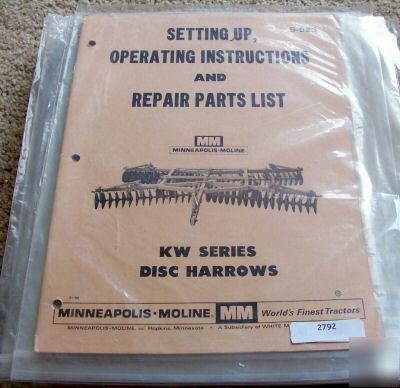 S-523
SETTING UP,
OPERATING INSTRUCTIONS
AND
REPAIR PARTS LIST
MM
MINNEAPOLIS-MOLINE
KW SERIES
DISC HARROWS
MINNEAPOLIS-MOLINE MM World's Finest Tractors
MINNEAPOLIS-MOLINE, INC. Hopkins, Minnesota • A Subsidiary of WHITE M
2792